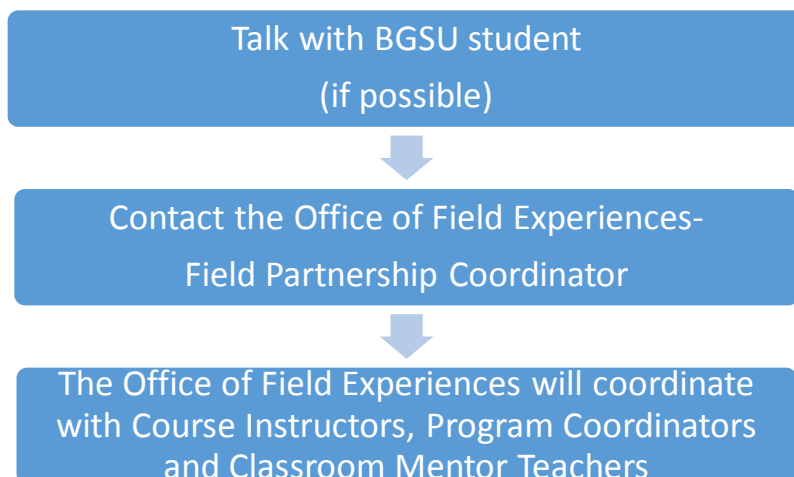 Talk with BGSU student
(if possible)
Contact the Office of Field Experiences-
Field Partnership Coordinator
The Office of Field Experiences will coordinate
with Course Instructors, Program Coordinators
and Classroom Mentor Teachers